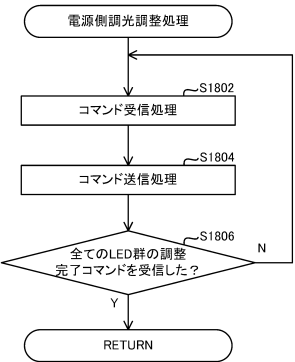 電源側調光調整処理
S1802
コマンド受信処理
S1804
コマンド送信処理
S1806
全てのLED群の調整
完了コマンドを受信した?
N
Y
RETURN